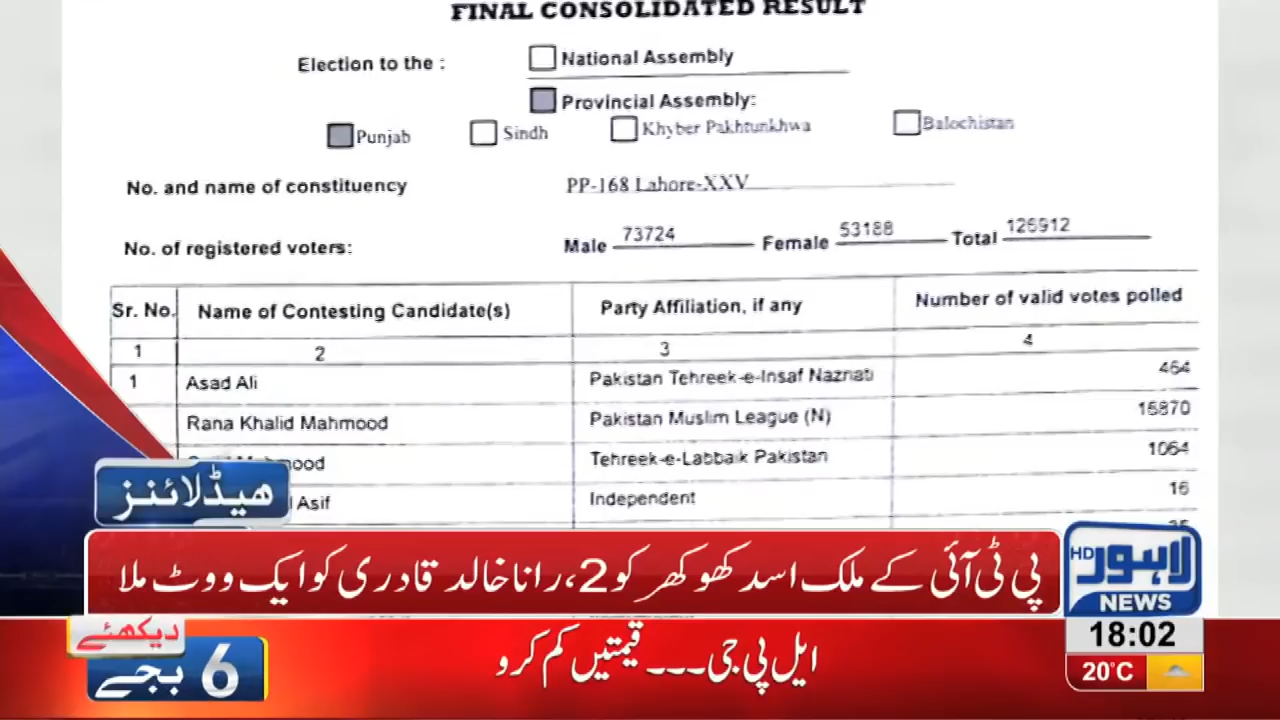 FINAL CONSOLIDATED RESULT
Election to the :
National Assembly
Provincial Assembly:
Punjab Sindh Khyber Pakhtunkhwa Balochistan
No. and name of constituency PP-168 Lahore-XXV
No. of registered voters: Male 73724 Female 53188 Total 126912
Sr. No. Name of Contesting Candidate(s) Party Affiliation, if any Number of valid votes polled
1 2 3 4
1 Asad Ali Pakistan Tehreek-e-Insaf Nazriati 464
Rana Khalid Mahmood Pakistan Muslim League (N) 16870
Tehreek-e-Labbaik Pakistan 1064
Asif Independent 16
ھیڈلائنز
پی ٹی آئی کے ملک اسد کھوکھر کو 2، رانا خالد قادری کو ایک ووٹ ملا
HD لاہور
NEWS
دیکھئے
6 بجے
ایل پی جی ۔۔۔ قیمتیں کم کرو
18:02
20°C